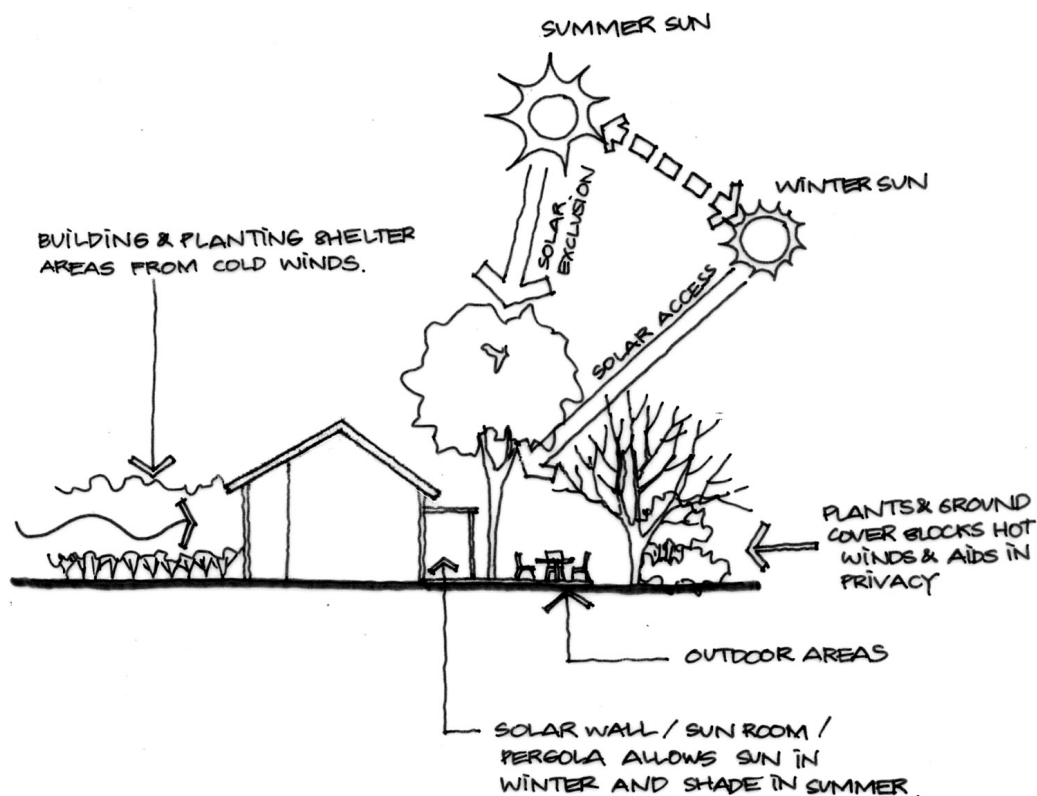 SUMMER SUN
WINTER SUN
SOLAR
EXCLUSION
BUILDING & PLANTING SHELTER
AREAS FROM COLD WINDS.
SOLAR ACCESS
PLANTS & GROUND
COVER BLOCKS HOT
WINDS & AIDS IN
PRIVACY
OUTDOOR AREAS
SOLAR WALL / SUN ROOM /
PERGOLA ALLOWS SUN IN
WINTER AND SHADE IN SUMMER.